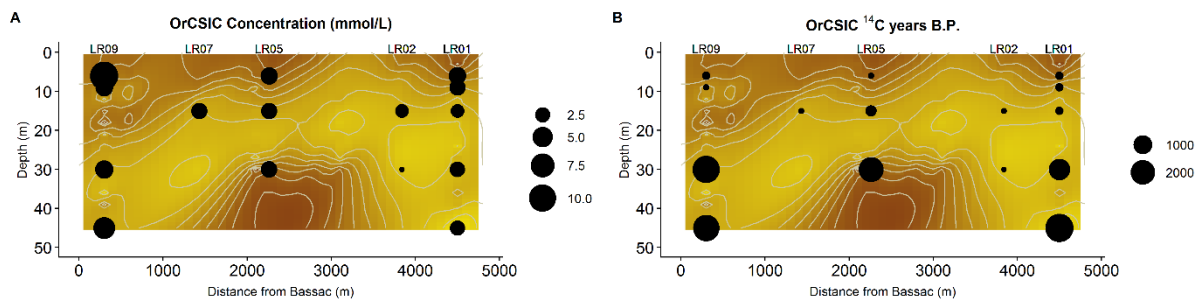 A
OrCSIC Concentration (mmol/L)
LR09 LR07 LR05 LR02 LR01
0
10
20
30
40
50
Depth (m)
0 1000 2000 3000 4000 5000
Distance from Bassac (m)
2.5
5.0
7.5
10.0
B
OrCSIC ¹⁴C years B.P.
LR09 LR07 LR05 LR02 LR01
0
10
20
30
40
50
Depth (m)
0 1000 2000 3000 4000 5000
Distance from Bassac (m)
1000
2000